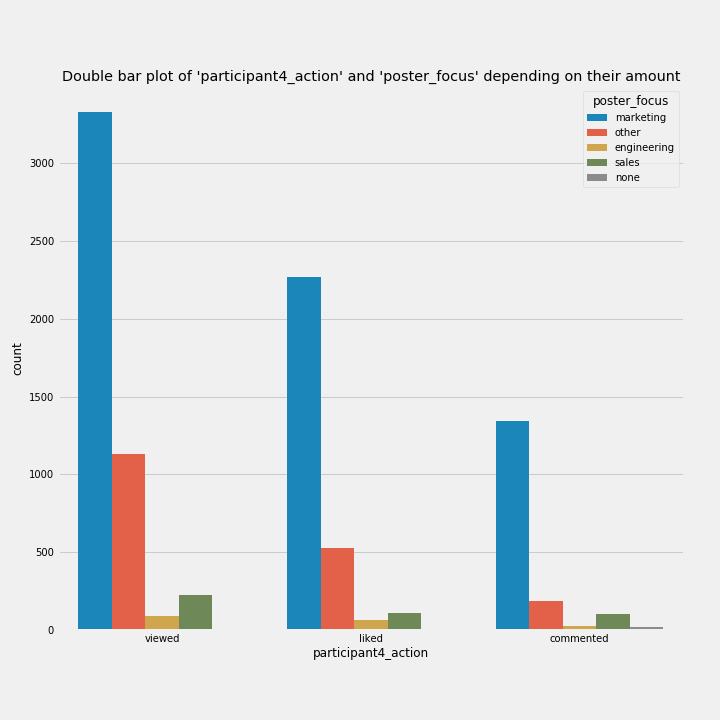 Double bar plot of 'participant4_action' and 'poster_focus' depending on their amount
poster_focus
marketing
other
engineering
sales
none
3000
2500
2000
1500
1000
500
0
count
viewed
liked
commented
participant4_action